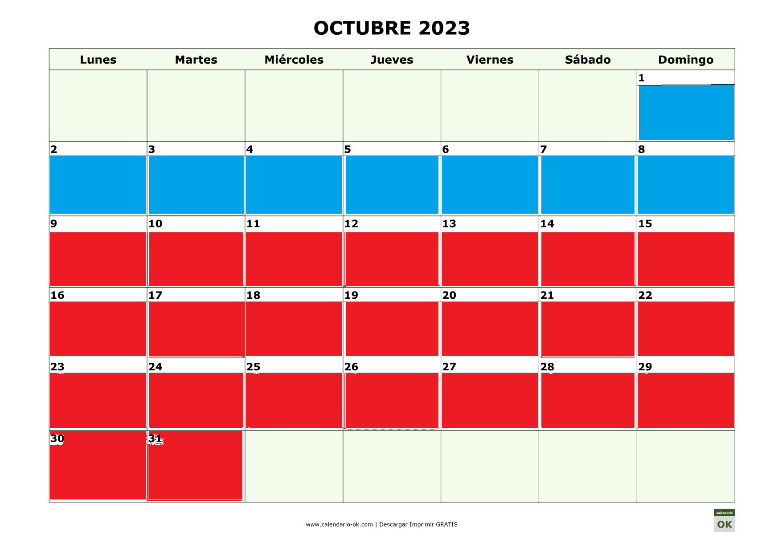 OCTUBRE 2023
Lunes Martes Miércoles Jueves Viernes Sábado Domingo
1
2 3 4 5 6 7 8
9 10 11 12 13 14 15
16 17 18 19 20 21 22
23 24 25 26 27 28 29
30 31
www.calendario-ok.com | Descargar Imprimir GRATIS
calendario
OK